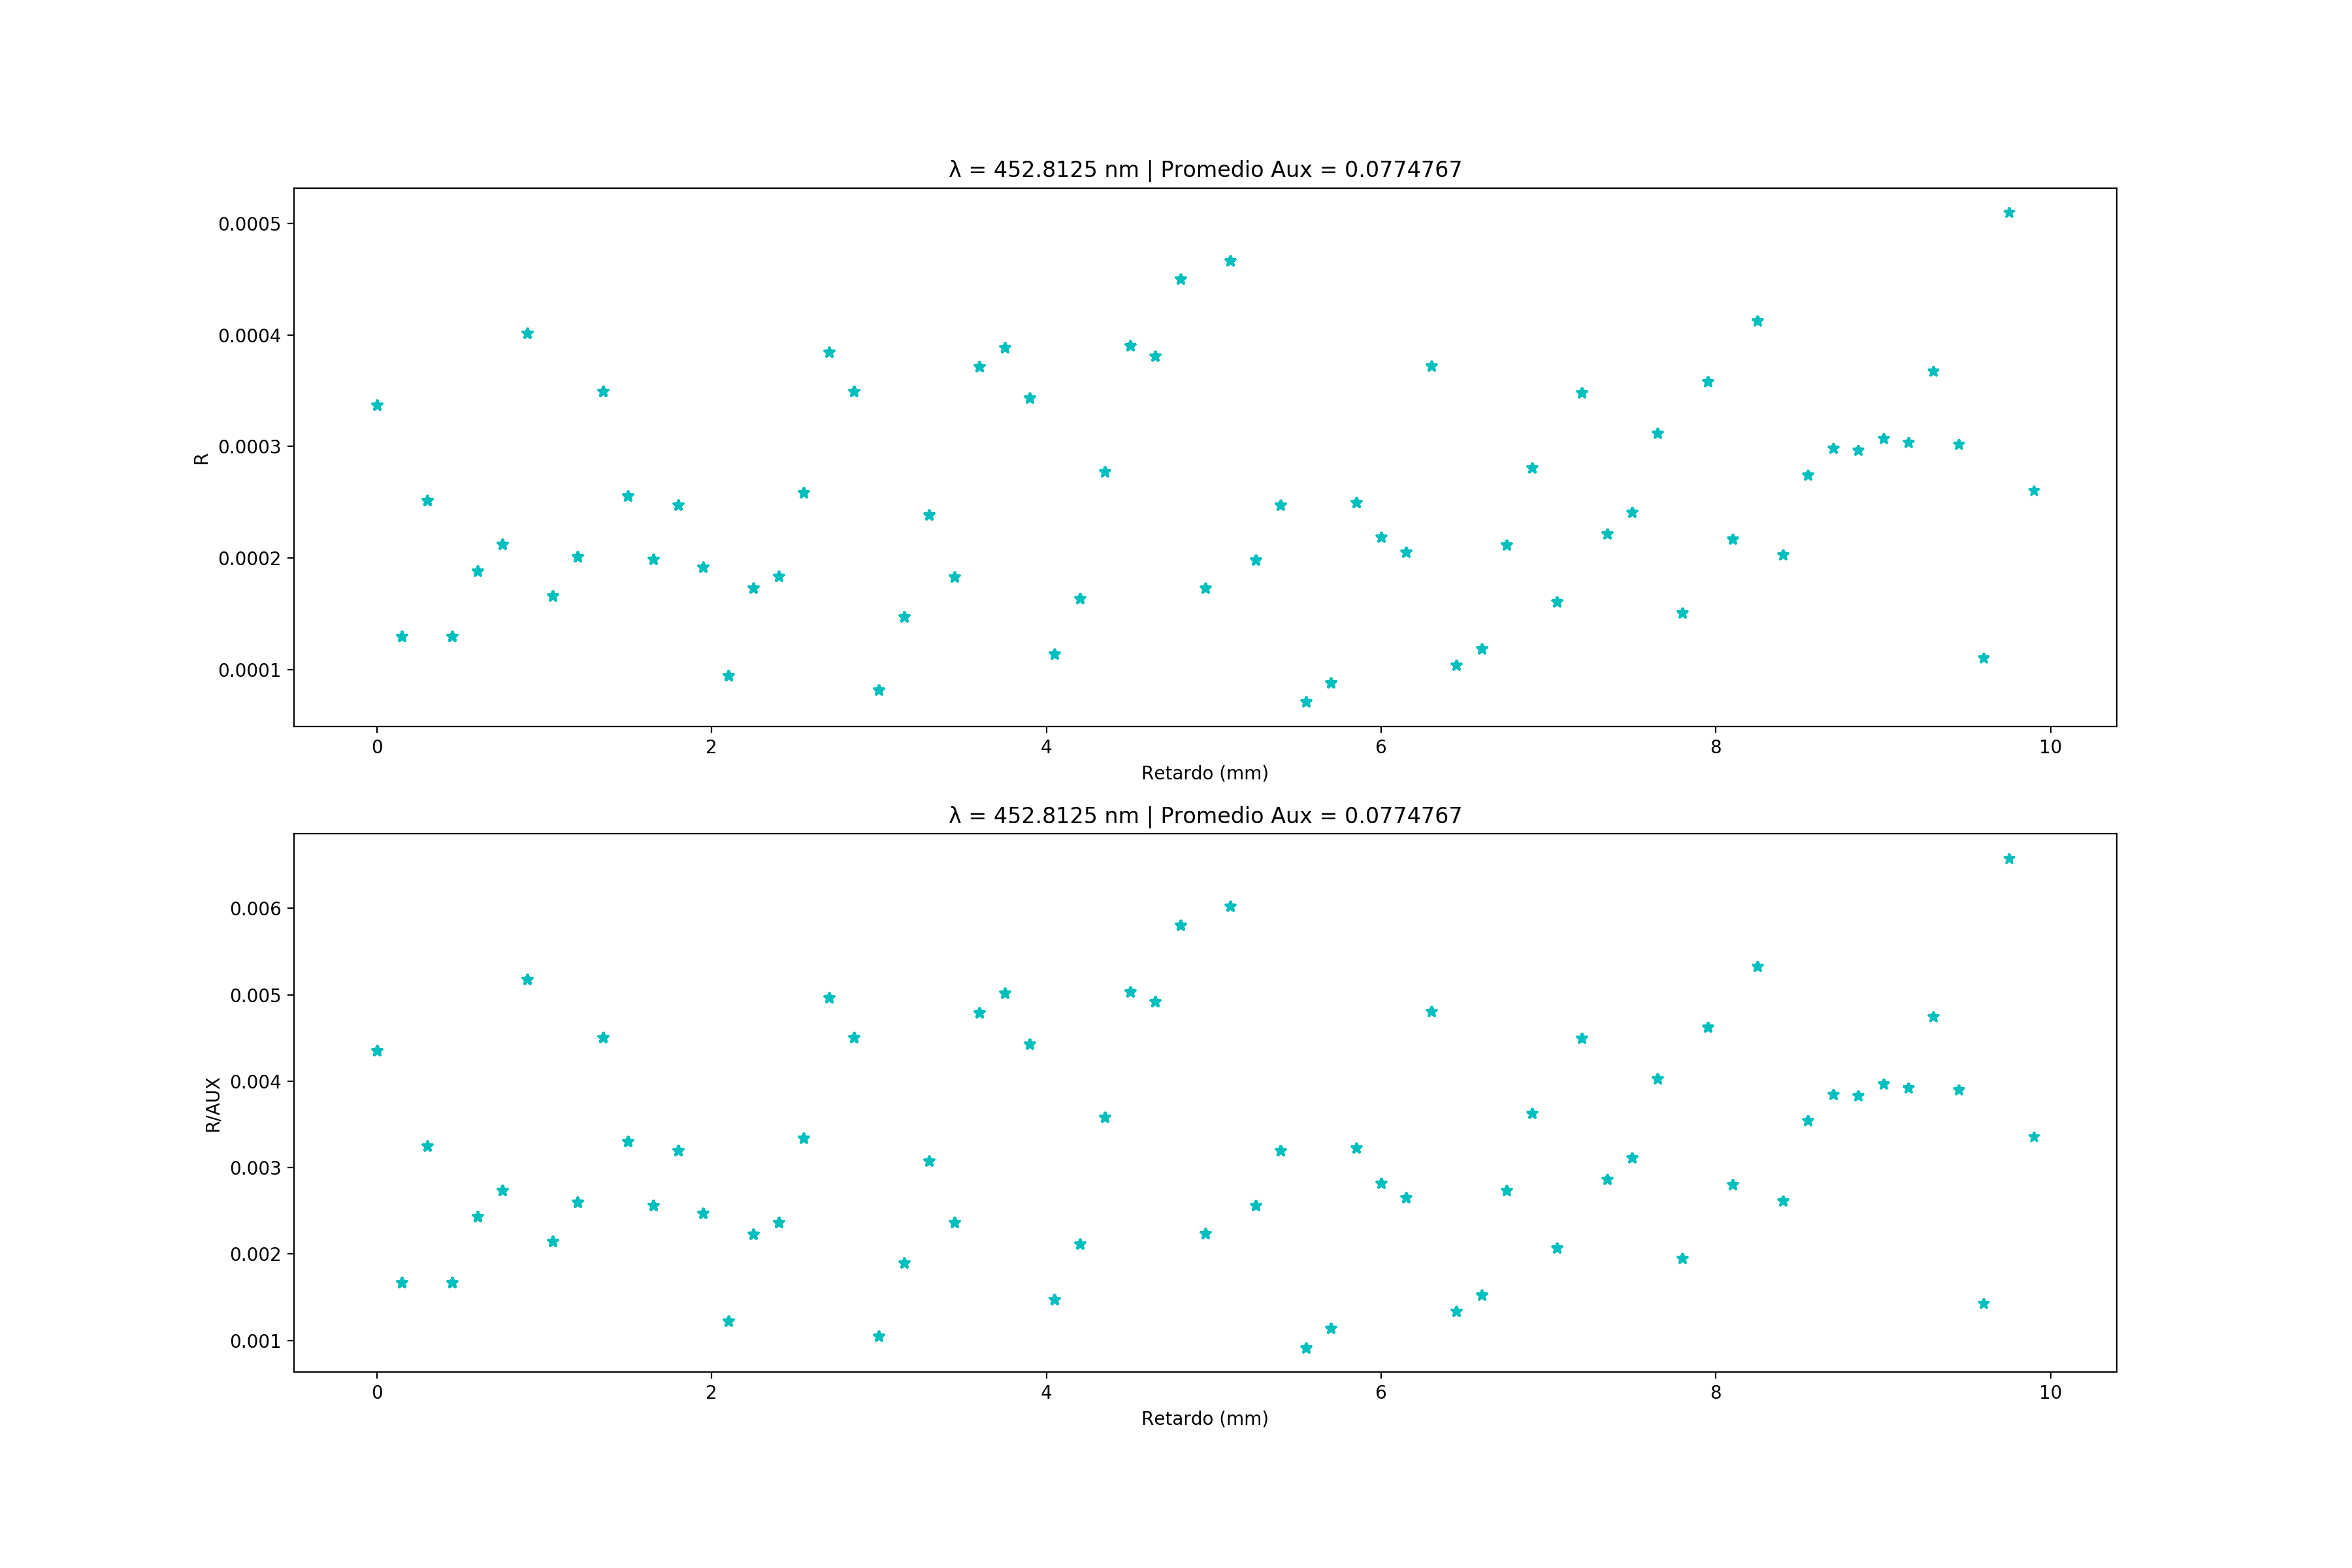 λ = 452.8125 nm | Promedio Aux = 0.0774767
0.0005
0.0004
0.0003
0.0002
0.0001
R
0 2 4 6 8 10
Retardo (mm)
λ = 452.8125 nm | Promedio Aux = 0.0774767
0.006
0.005
0.004
0.003
0.002
0.001
R/AUX
0 2 4 6 8 10
Retardo (mm)